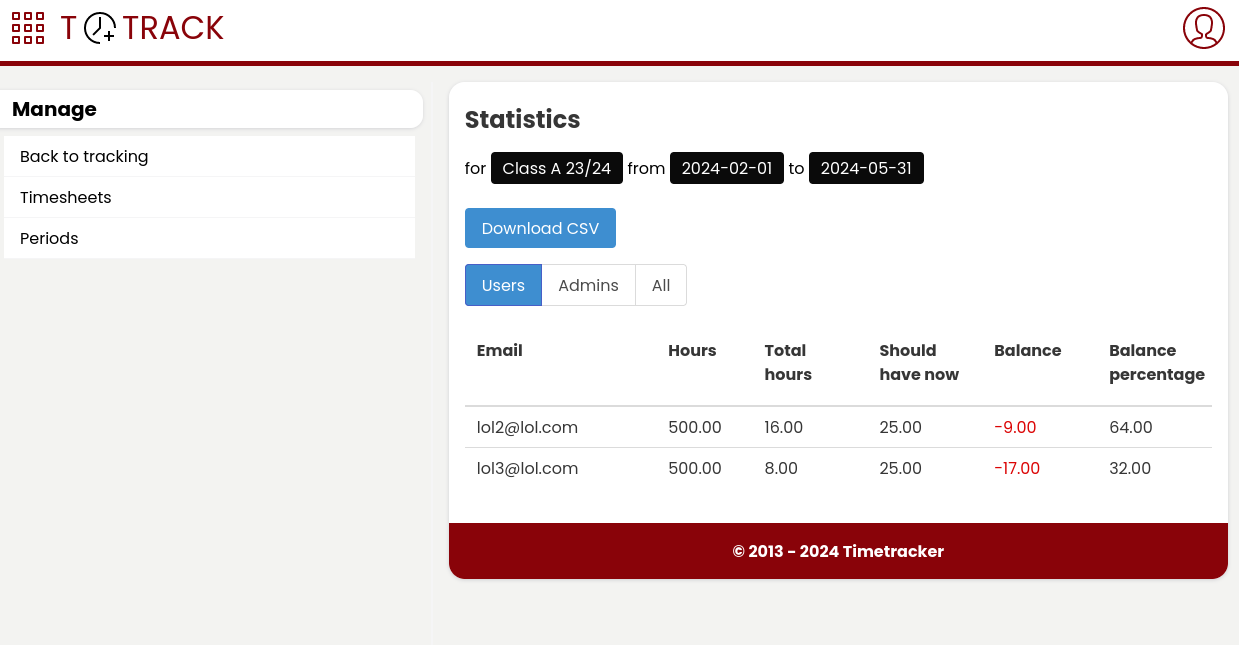 T TRACK
Manage
Back to tracking
Timesheets
Periods
Statistics
for Class A 23/24 from 2024-02-01 to 2024-05-31
Download CSV
Users Admins All
Email Hours Total hours Should have now Balance Balance percentage
lol2@lol.com 500.00 16.00 25.00 -9.00 64.00
lol3@lol.com 500.00 8.00 25.00 -17.00 32.00
© 2013 - 2024 Timetracker